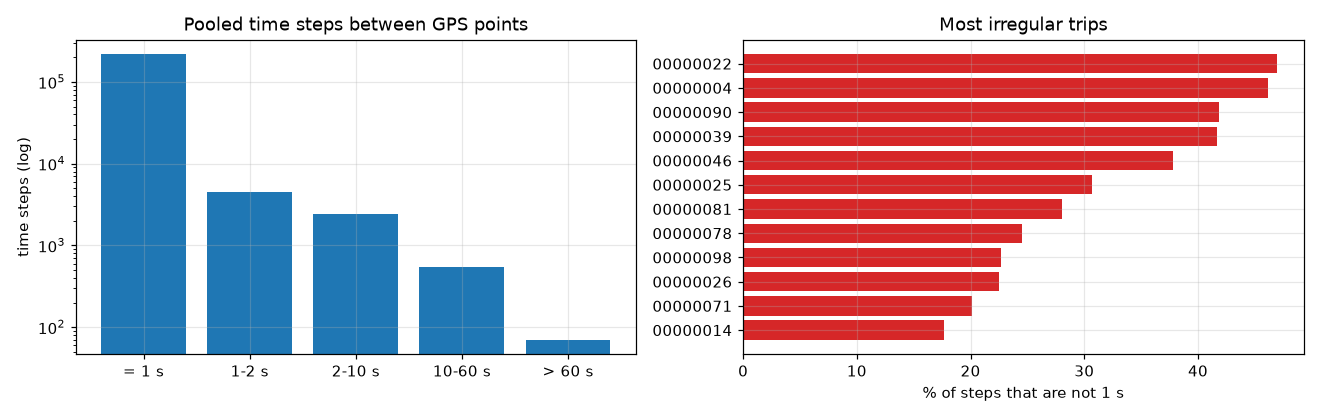 Pooled time steps between GPS points
time steps (log)
10^5
10^4
10^3
10^2
= 1 s
1-2 s
2-10 s
10-60 s
> 60 s
Most irregular trips
00000022
00000004
00000090
00000039
00000046
00000025
00000081
00000078
00000098
00000026
00000071
00000014
0
10
20
30
40
% of steps that are not 1 s